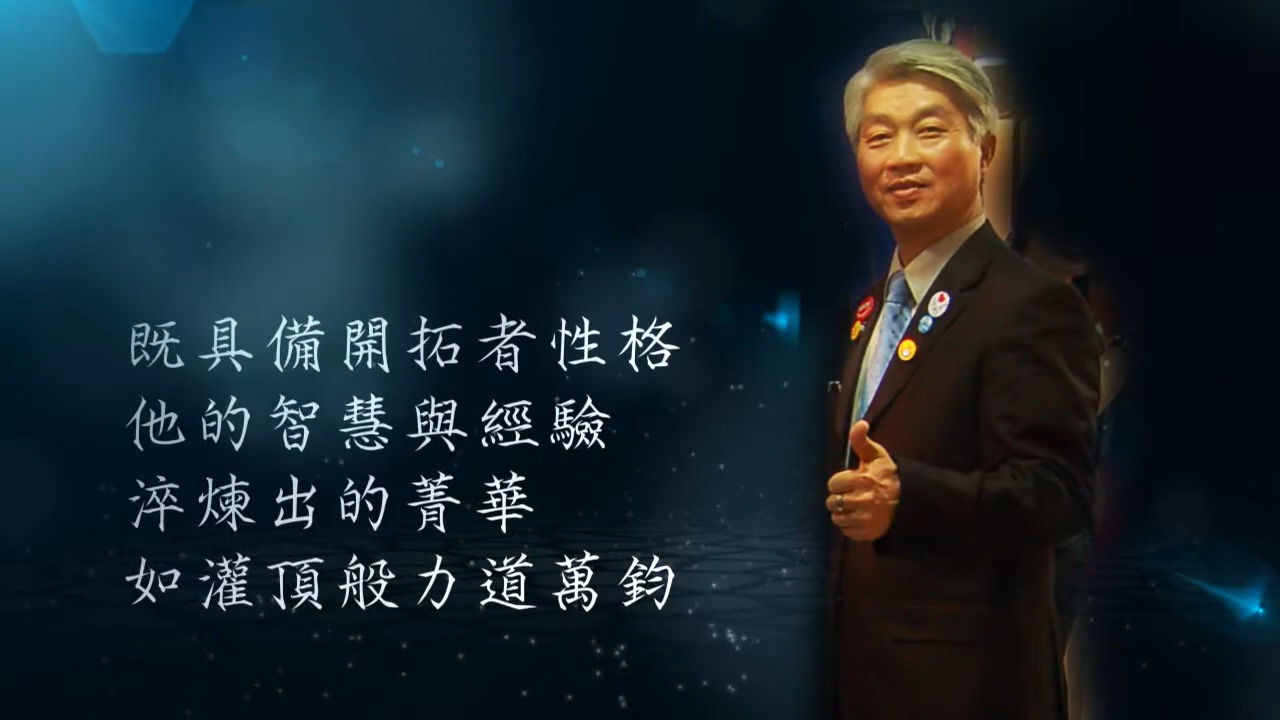 既具備開拓者性格
他的智慧與經驗
淬煉出的菁華
如灌頂般力道萬鈞